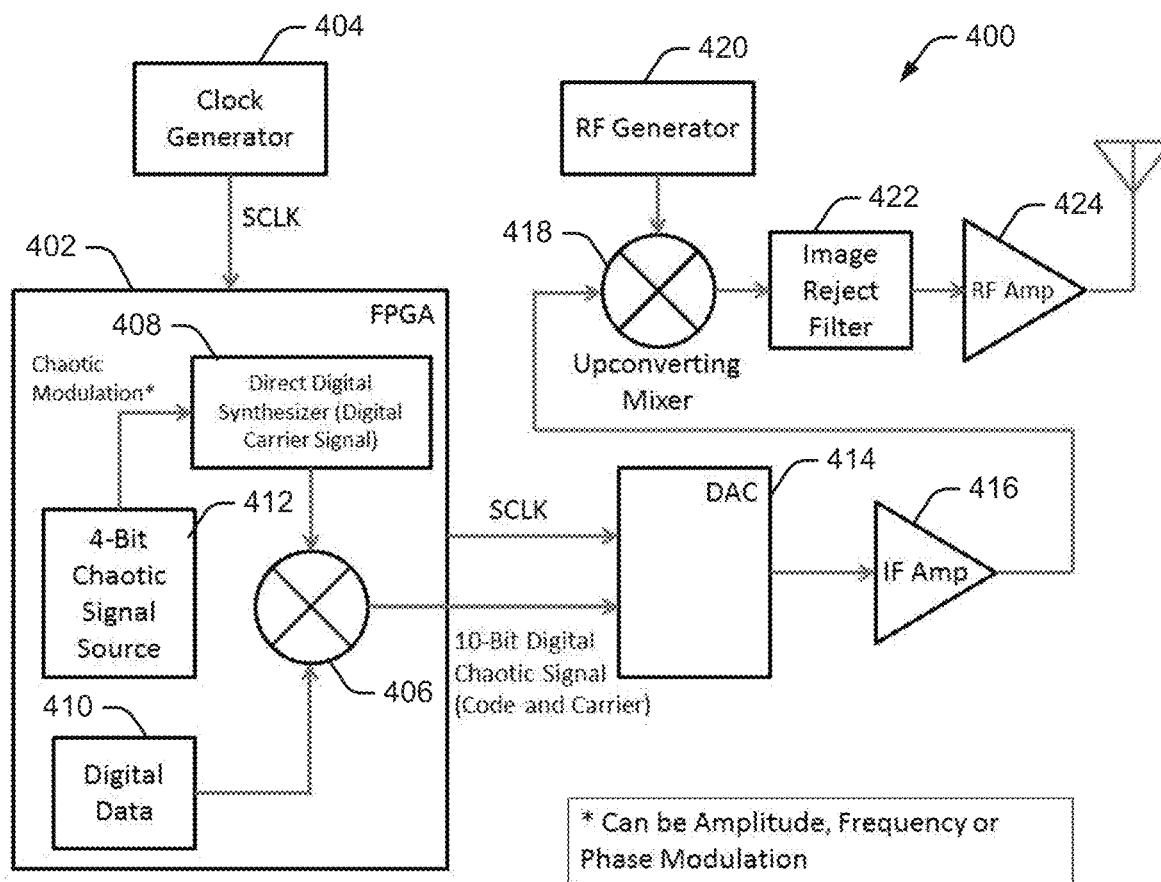 404
Clock
Generator
SCLK
402
FPGA
408
Chaotic
Modulation*
Direct Digital
Synthesizer (Digital
Carrier Signal)
412
4-Bit
Chaotic
Signal
Source
406
410
Digital
Data
420
RF Generator
400
418
Upconverting
Mixer
422
Image
Reject
Filter
424
RF Amp
SCLK
10-Bit Digital
Chaotic Signal
(Code and Carrier)
DAC
414
416
IF Amp
* Can be Amplitude, Frequency or
Phase Modulation